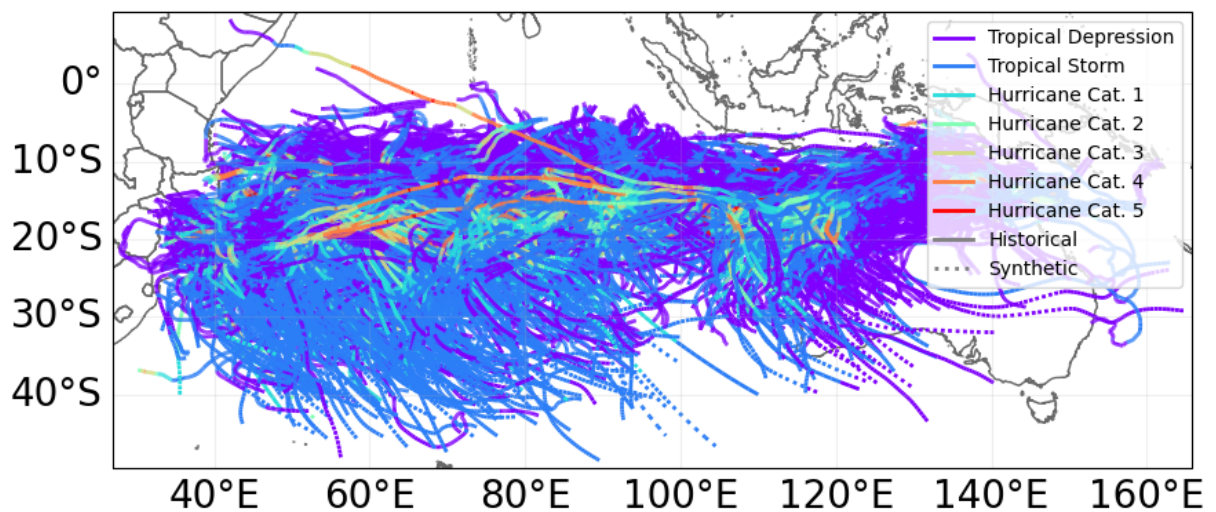 Tropical Depression
Tropical Storm
Hurricane Cat. 1
Hurricane Cat. 2
Hurricane Cat. 3
Hurricane Cat. 4
Hurricane Cat. 5
Historical
Synthetic
0°
10°S
20°S
30°S
40°S
40°E
60°E
80°E
100°E
120°E
140°E
160°E